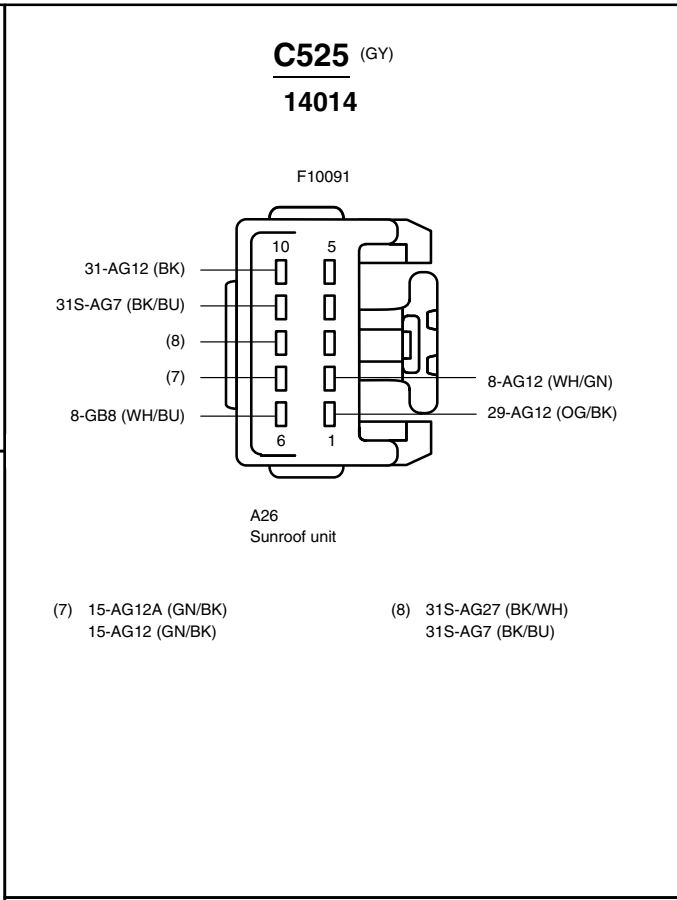 C525 (GY)
14014
F10091
10 5
31-AG12 (BK)
31S-AG7 (BK/BU)
(8)
(7)
8-AG12 (WH/GN)
8-GB8 (WH/BU)
29-AG12 (OG/BK)
6 1
A26
Sunroof unit
(7) 15-AG12A (GN/BK)
15-AG12 (GN/BK)
(8) 31S-AG27 (BK/WH)
31S-AG7 (BK/BU)